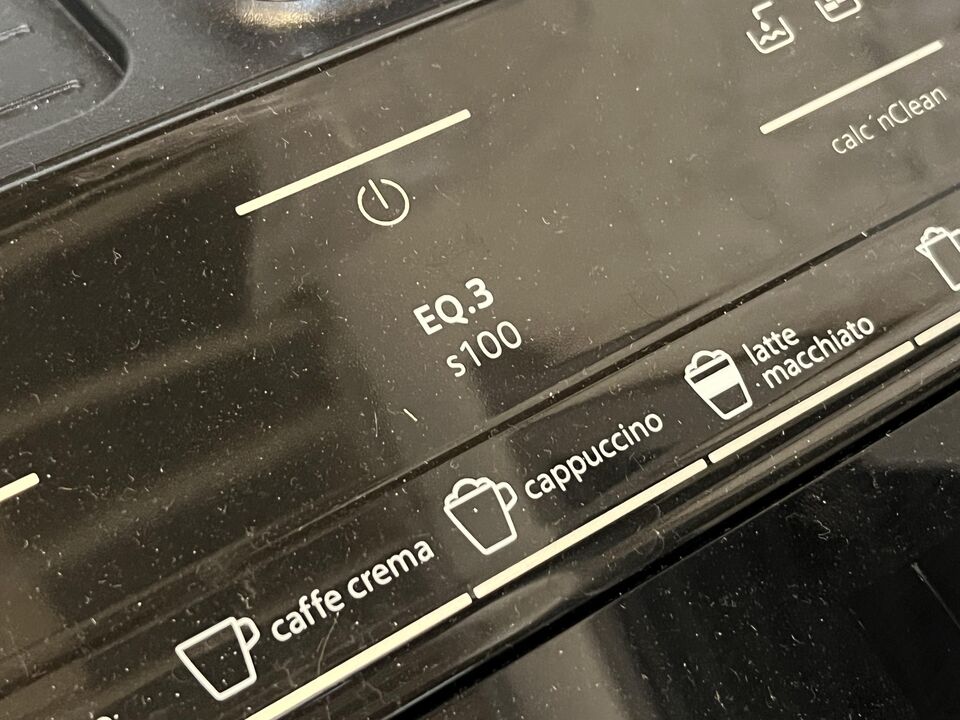 calc'nClean
EQ.3
s100
latte
macchiato
cappuccino
caffe crema